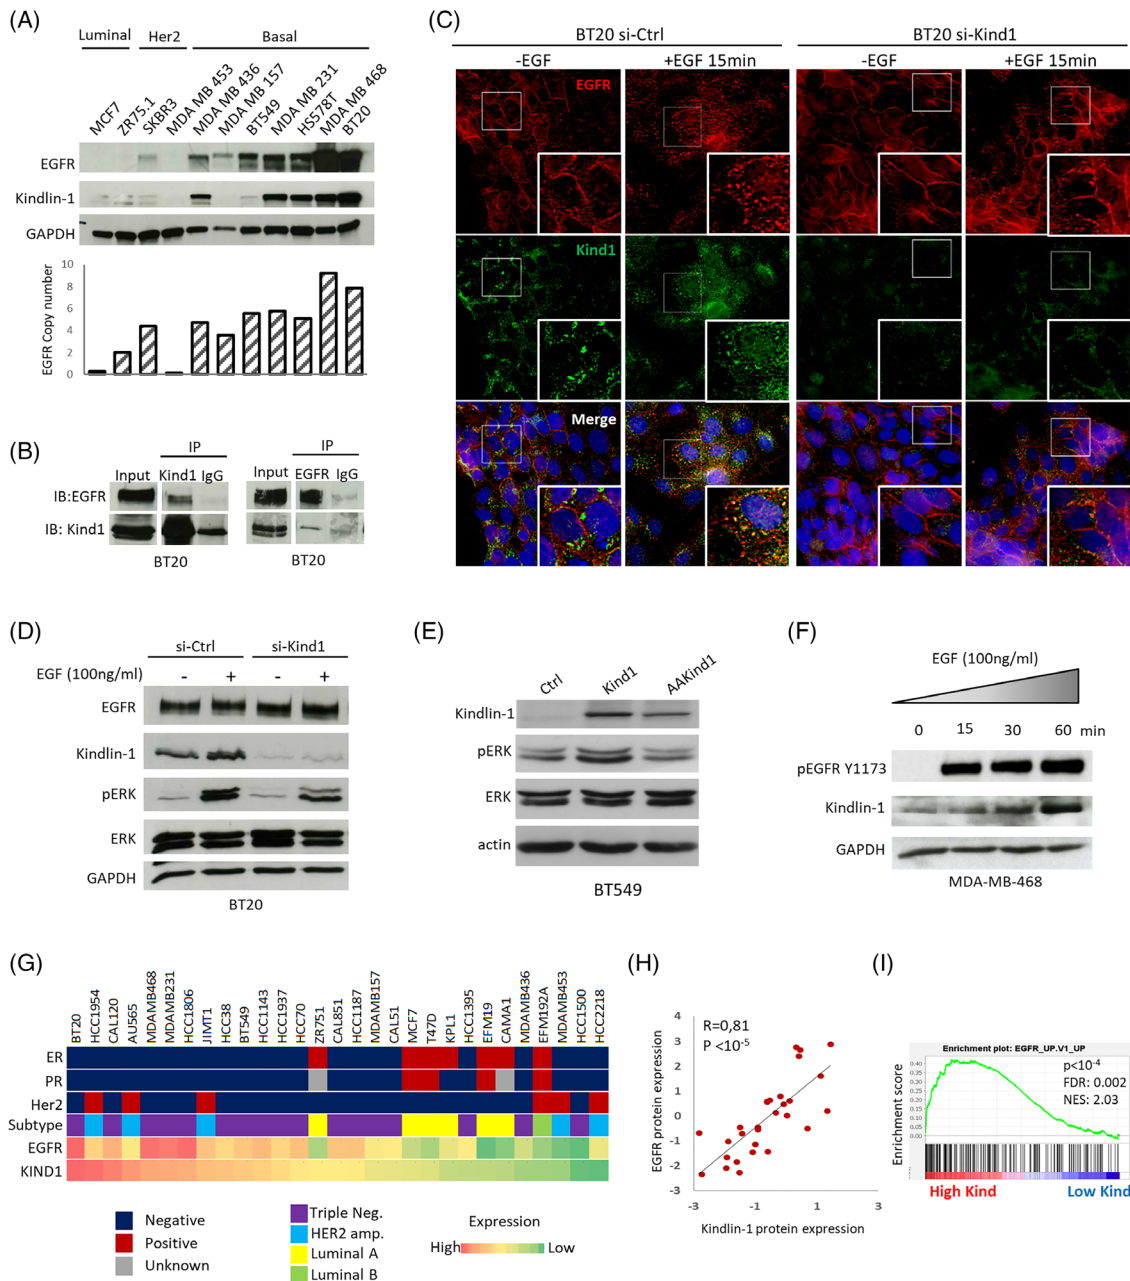 (A)
Luminal Her2 Basal
MCF7
ZR75.1
SKBR3
MDA MB 453
MDA MB 436
MDA MB 157
BT549
MDA MB 231
HS578T
MDA MB 468
BT20
EGFR
Kindlin-1
GAPDH
EGFR Copy number
10
8
6
4
2
0
(B)
IP IP
Input Kind1 IgG Input EGFR IgG
IB:EGFR
IB: Kind1
BT20 BT20
(C)
BT20 si-Ctrl BT20 si-Kind1
-EGF +EGF 15min -EGF +EGF 15min
EGFR
Kind1
Merge
(D)
si-Ctrl si-Kind1
EGF (100ng/ml) - + - +
EGFR
Kindlin-1
pERK
ERK
GAPDH
BT20
(E)
Ctrl Kind1 AAKind1
Kindlin-1
pERK
ERK
actin
BT549
(F)
EGF (100ng/ml)
0 15 30 60 min
pEGFR Y1173
Kindlin-1
GAPDH
MDA-MB-468
(G)
BT20
HCC1954
CAL120
AU565
MDAMB468
MDAMB231
HCC1806
JIMT1
HCC38
BT549
HCC1143
HCC1937
HCC70
ZR751
CAL851
HCC1187
MDAMB157
CAL51
MCF7
T47D
KPL1
HCC1395
EFM19
CAMA1
MDAMB436
EFM192A
MDAMB453
HCC1500
HCC2218
ER
PR
Her2
Subtype
EGFR
KIND1
Negative
Positive
Unknown
Triple Neg.
HER2 amp.
Luminal A
Luminal B
Expression
High Low
(H)
R=0,81
P <10-5
EGFR protein expression
4
3
2
1
0
-1
-2
-3
-3 -1 1 3
Kindlin-1 protein expression
(I)
Enrichment plot: EGFR_UP.V1_UP
p<10-4
FDR: 0.002
NES: 2.03
Enrichment score
0.40
0.35
0.30
0.25
0.20
0.15
0.10
0.05
0.00
High Kind Low Kind